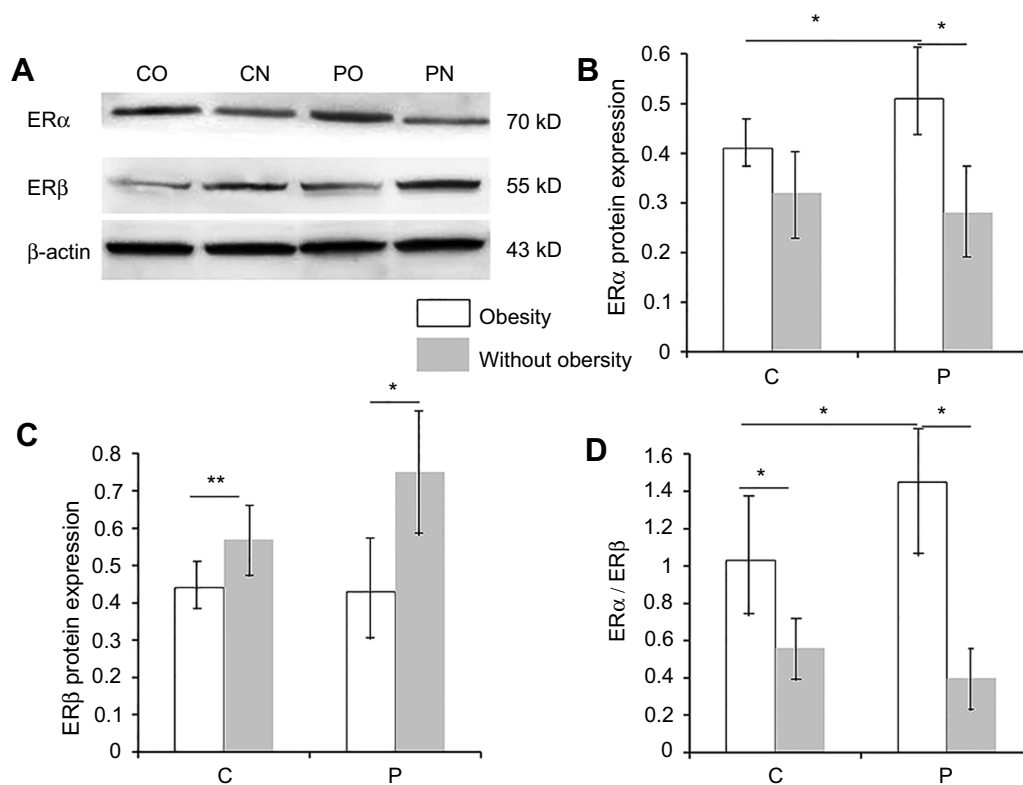 A
CO CN PO PN
ERα 70 kD
ERβ 55 kD
β-actin 43 kD
Obesity
Without obersity
B
* *
ERα protein expression
0.6
0.5
0.4
0.3
0.2
0.1
0
C P
C
** *
ERβ protein expression
0.8
0.7
0.6
0.5
0.4
0.3
0.2
0.1
0
C P
D
* * *
ERα / ERβ
1.6
1.4
1.2
1
0.8
0.6
0.4
0.2
0
C P